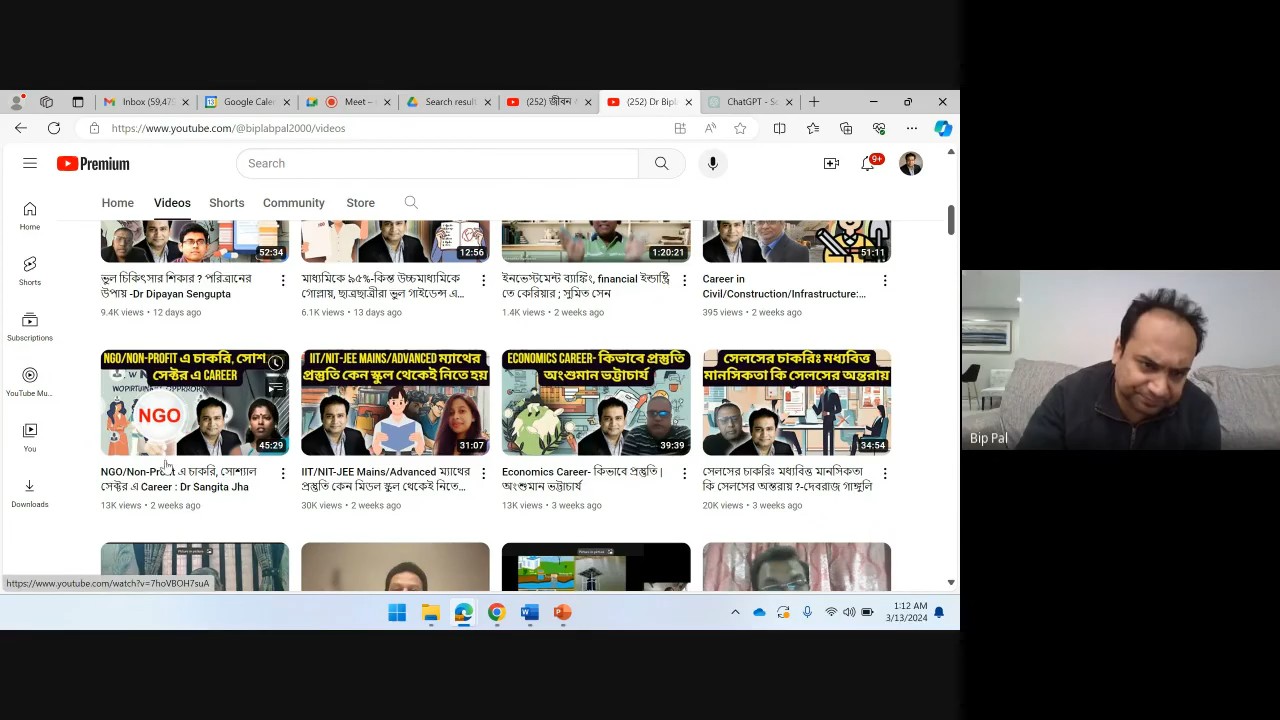 Inbox (59,47
Google Cale
Meet –
Search result
(252) জীবন
(252) Dr Bipl
ChatGPT - Sc
https://www.youtube.com/@biplabpal2000/videos
Premium
Search
9+
Home
Videos
Shorts
Community
Store
Home
Shorts
Subscriptions
YouTube Mu...
You
Downloads
52:34
12:56
1:20:21
51:11
ভুল চিকিৎসার শিকার ? পরিত্রানের
উপায় -Dr Dipayan Sengupta
9.4K views • 12 days ago
মাধ্যমিকে ৯৫%-কিন্ত উচ্চমাধ্যমিকে
গোল্লায়, ছাত্রছাত্রীরা ভুল গাইডেন্স এ...
6.1K views • 13 days ago
ইনভেস্টমেন্ট ব্যাঙ্কিং, financial ইন্ডাস্ট্রি
তে কেরিয়ার ; সুমিত সেন
1.4K views • 2 weeks ago
Career in
Civil/Construction/Infrastructure:...
395 views • 2 weeks ago
NGO/NON-PROFIT এ চাকরি, সোশ
সেক্টর এ CAREER
NGO
45:29
IIT/NIT-JEE MAINS/ADVANCED ম্যাথের
প্রস্তুতি কেন স্কুল থেকেই নিতে হয়
31:07
ECONOMICS CAREER- কিভাবে প্রস্তুতি
অংশুমান ভট্টাচার্য
39:39
সেলসের চাকরিঃ মধ্যবিত্ত
মানসিকতা কি সেলসের অন্তরায়
34:54
NGO/Non-Pr এ চাকরি, সোশ্যাল
সেক্টর এ Career : Dr Sangita Jha
13K views • 2 weeks ago
IIT/NIT-JEE Mains/Advanced ম্যাথের
প্রস্তুতি কেন মিডল স্কুল থেকেই নিতে...
30K views • 2 weeks ago
Economics Career- কিভাবে প্রস্তুতি |
অংশুমান ভট্টাচার্য
13K views • 3 weeks ago
সেলসের চাকরিঃ মধ্যবিত্ত মানসিকতা
কি সেলসের অন্তরায় ?-দেবরাজ গাঙ্গুলি
20K views • 3 weeks ago
Picture in picture
Picture in picture
https://www.youtube.com/watch?v=7hoVBOH7suA
1:12 AM
3/13/2024
Bip Pal